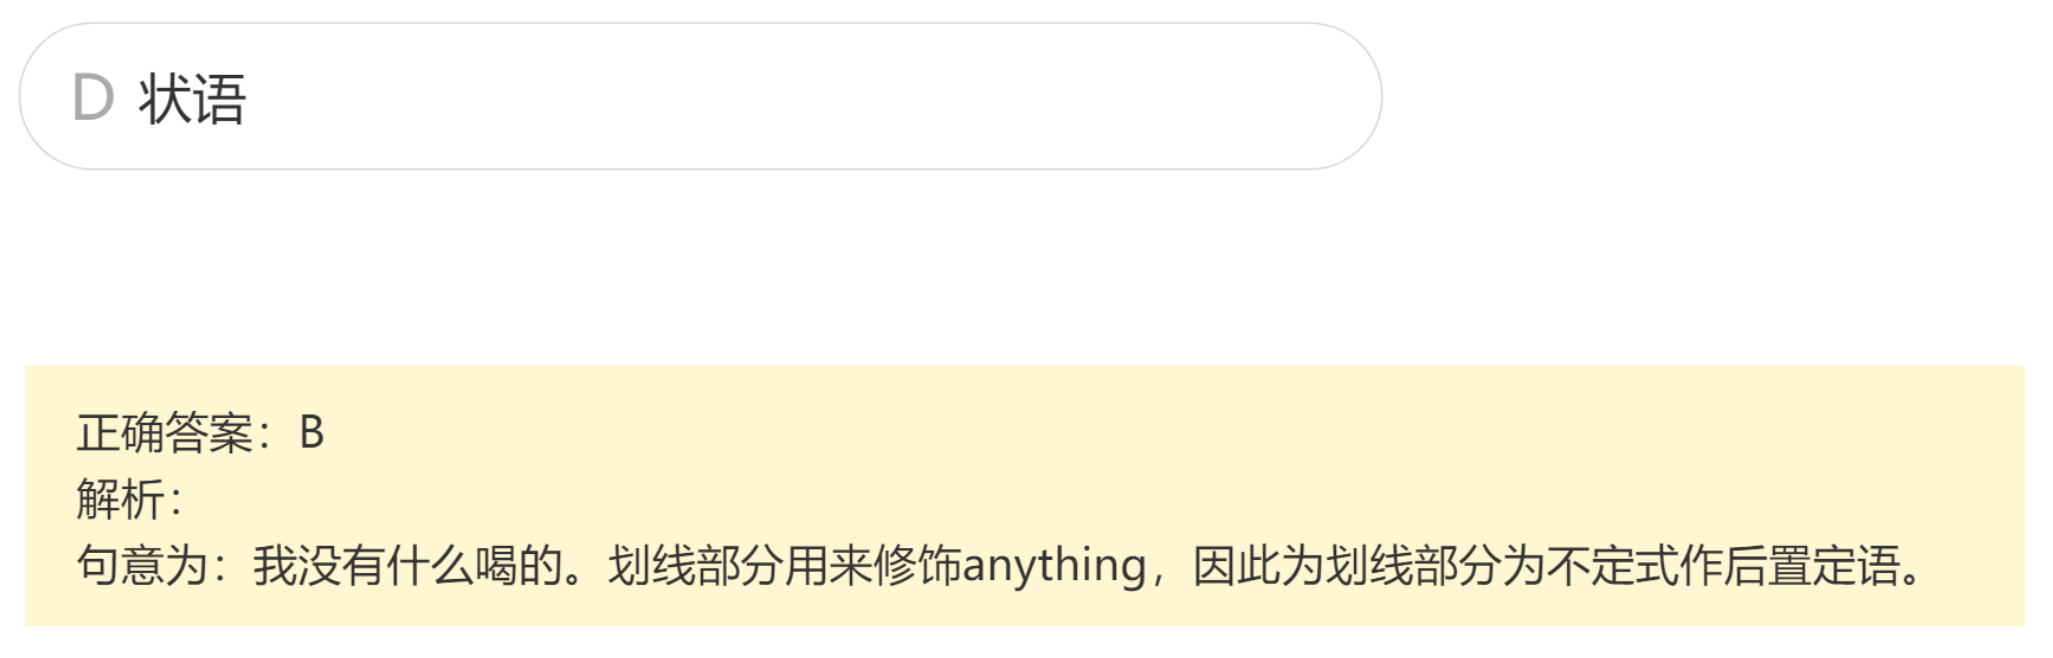 D 状语
正确答案：B
解析：
句意为：我没有什么喝的。划线部分用来修饰anything，因此为划线部分为不定式作后置定语。